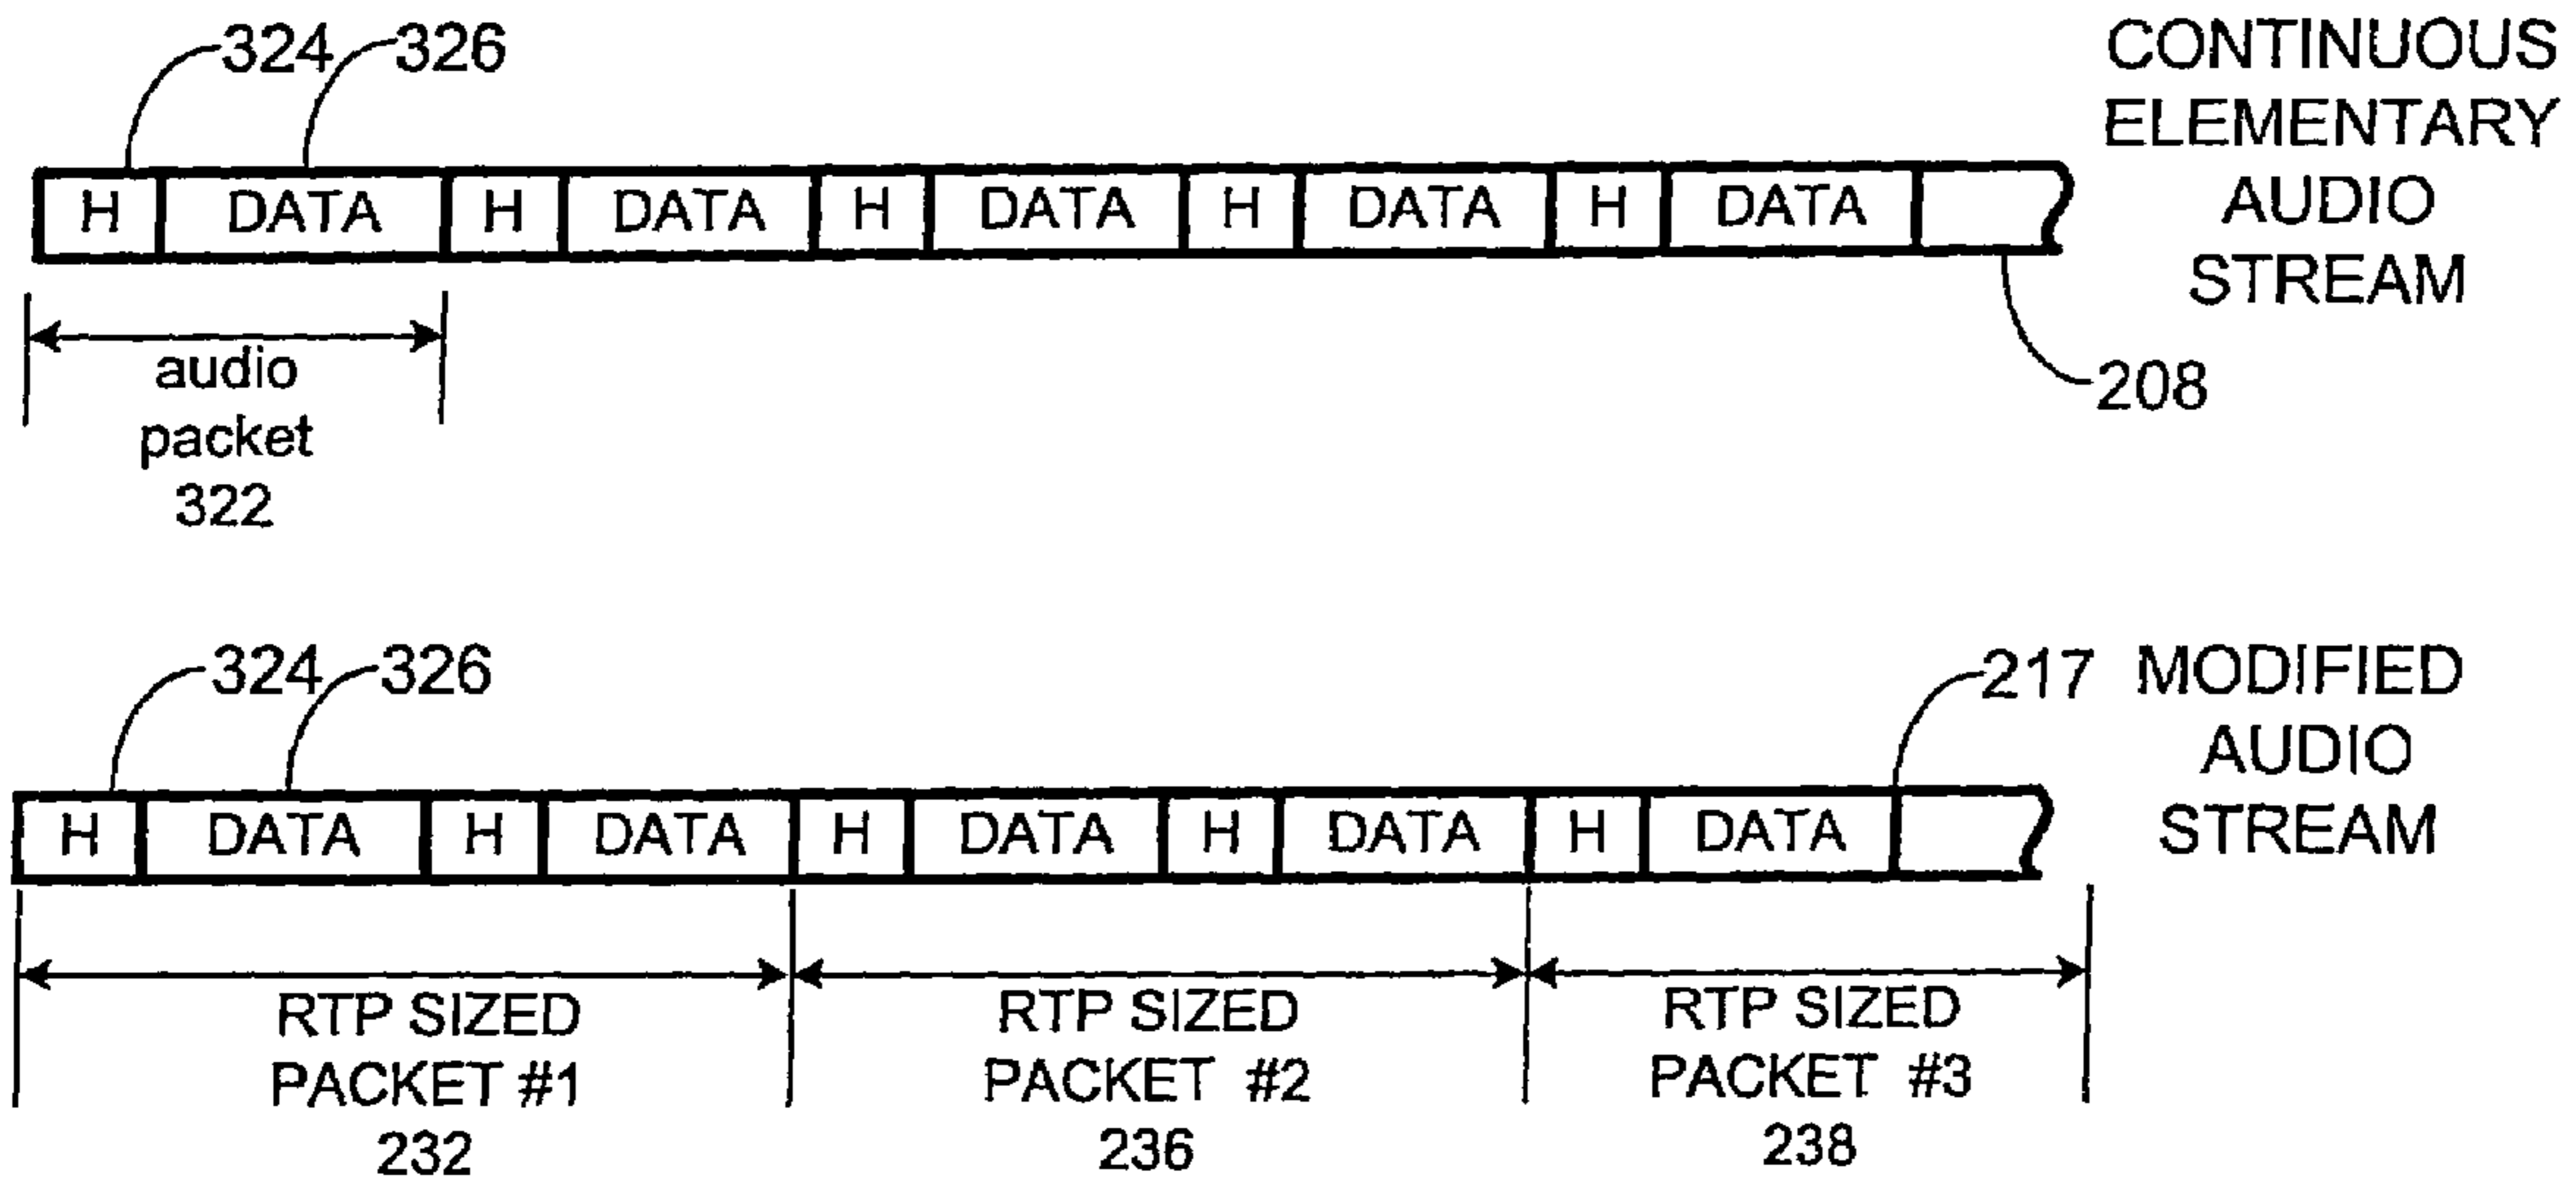 324 326
CONTINUOUS
ELEMENTARY
AUDIO
STREAM
H DATA H DATA H DATA H DATA H DATA
208
audio
packet
322
324 326
217
MODIFIED
AUDIO
STREAM
H DATA H DATA H DATA H DATA H DATA
RTP SIZED
PACKET #1
232
RTP SIZED
PACKET #2
236
RTP SIZED
PACKET #3
238